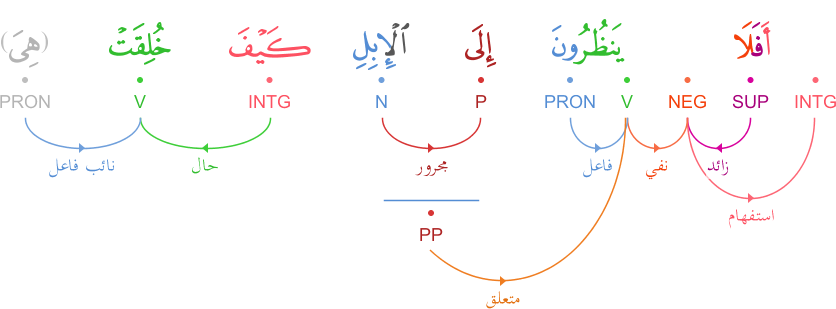 أَفَلَا يَنظُرُونَ إِلَى ٱلْإِبِلِ كَيْفَ خُلِقَتْ (هِيَ)
INTG SUP NEG V PRON P N INTG V PRON
زائد نفي فاعل مجرور حال نائب فاعل
استفهام
PP
متعلق